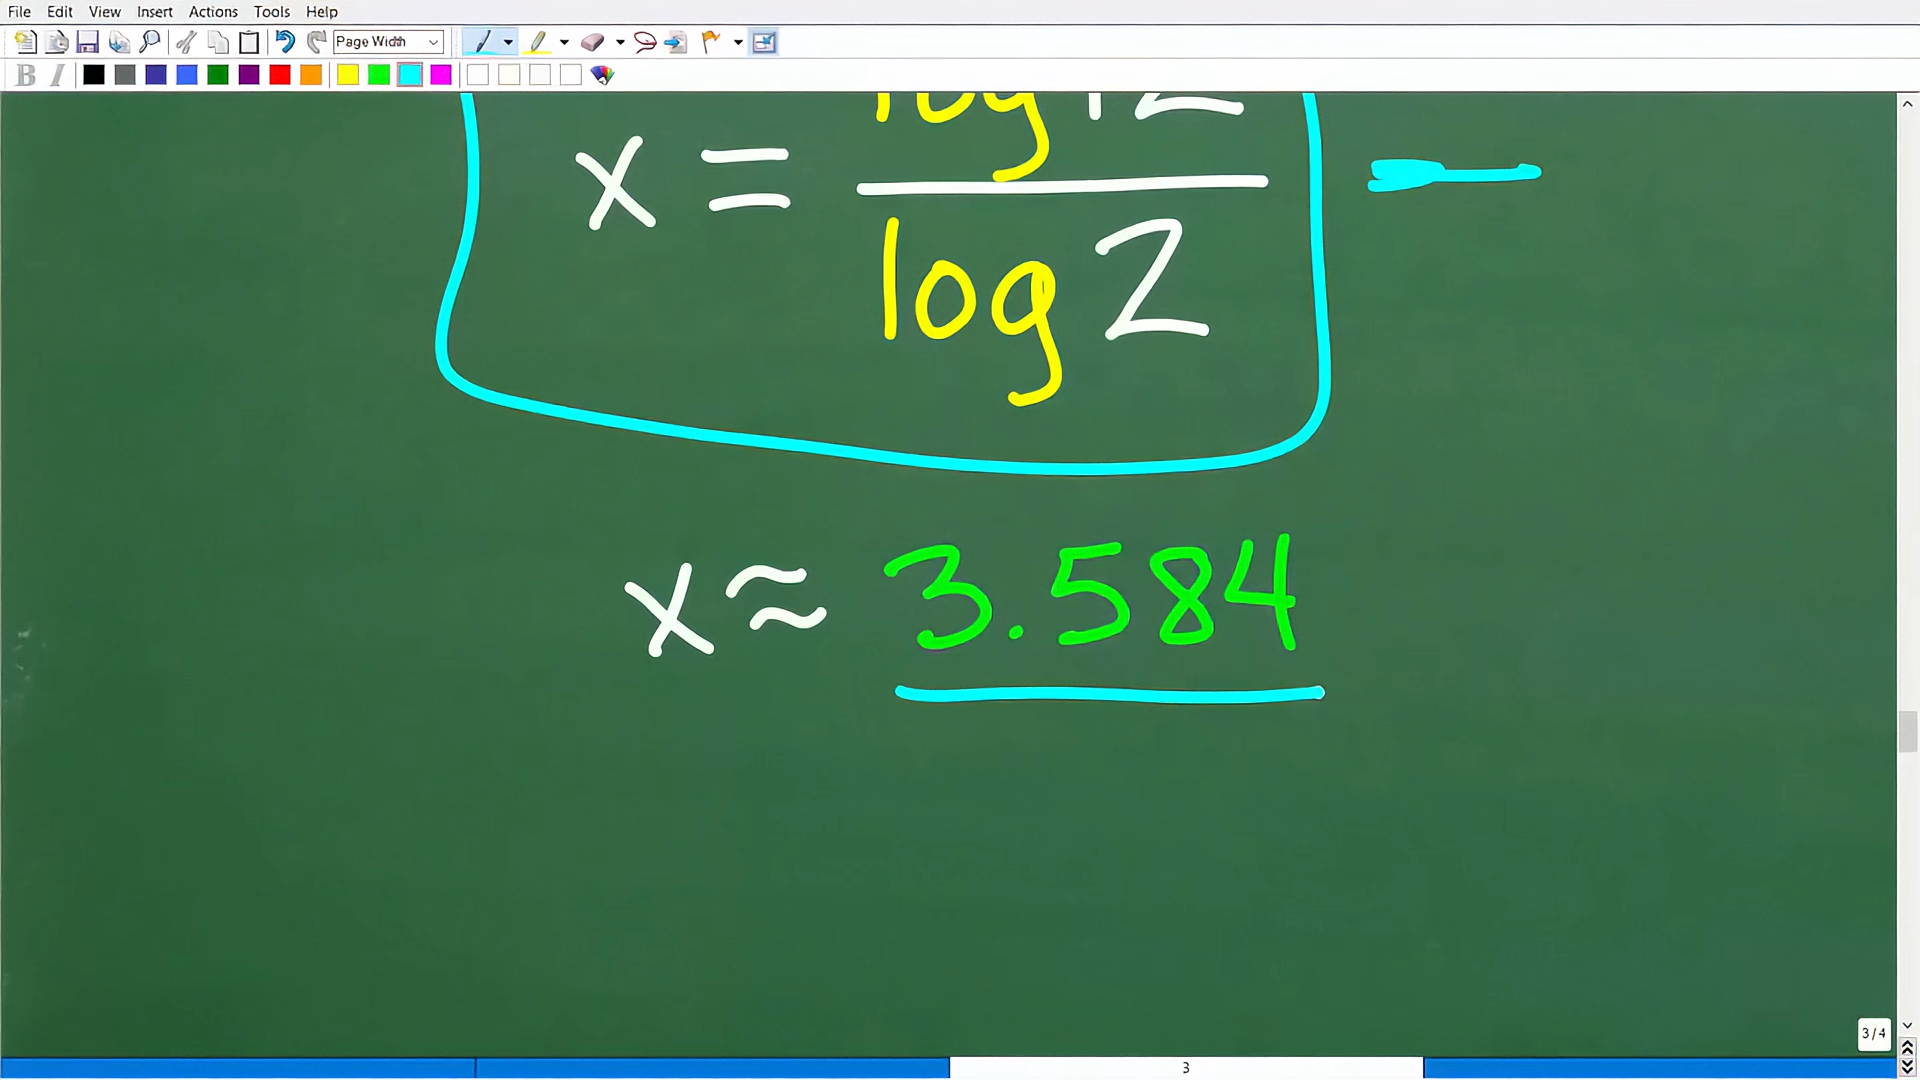 File Edit View Insert Actions Tools Help
Page Width
B I
x = log 12
log 2
x ≈ 3.584
3/4
3